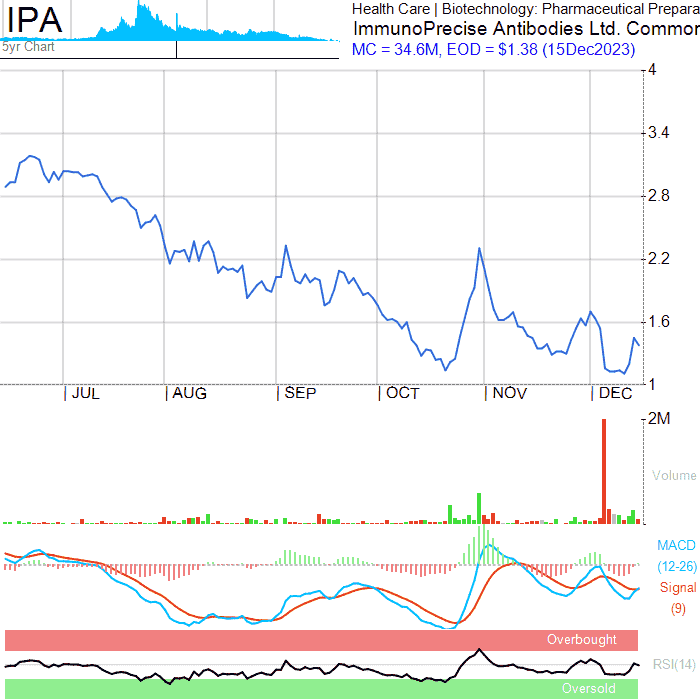 IPA
5yr Chart
Health Care | Biotechnology: Pharmaceutical Prepara
ImmunoPrecise Antibodies Ltd. Common
MC = 34.6M, EOD = $1.38 (15Dec2023)
4
3.4
2.8
2.2
1.6
1
JUL AUG SEP OCT NOV DEC
2M
Volume
MACD
(12-26)
Signal
(9)
Overbought
RSI(14)
Oversold